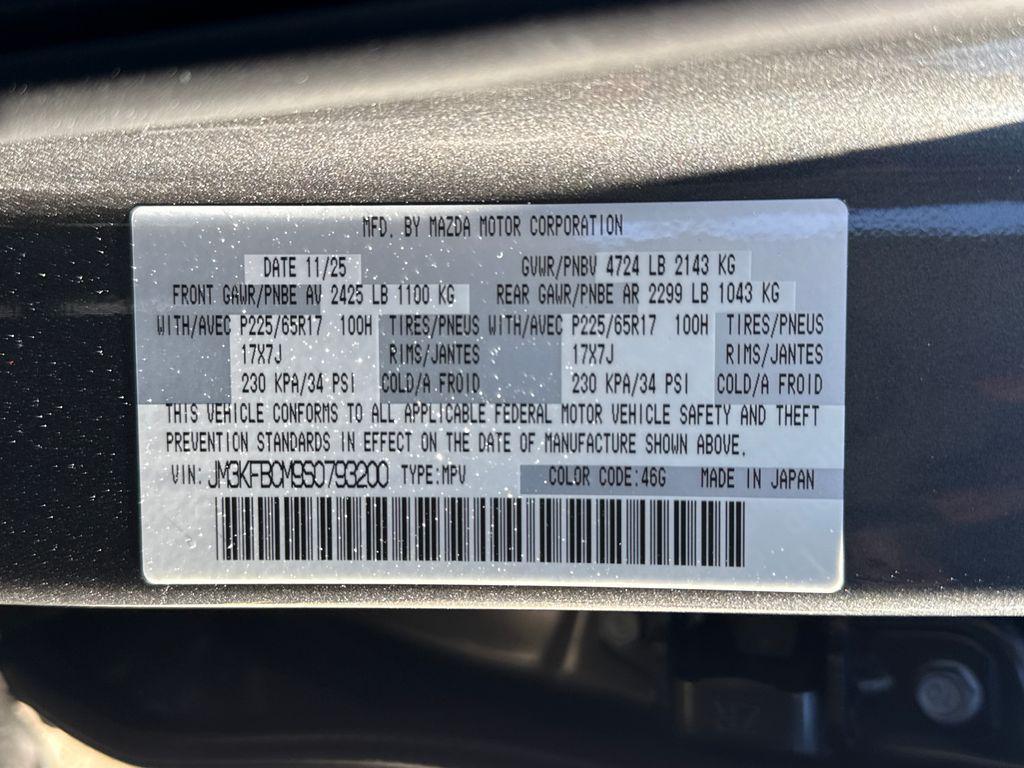 MFD. BY MAZDA MOTOR CORPORATION
DATE 11/25 GVWR/PNBV 4724 LB 2143 KG
FRONT GAWR/PNBE AV 2425 LB 1100 KG REAR GAWR/PNBE AR 2299 LB 1043 KG
WITH/AVEC P225/65R17 100H TIRES/PNEUS WITH/AVEC P225/65R17 100H TIRES/PNEUS
17X7J RIMS/JANTES 17X7J RIMS/JANTES
230 KPA/34 PSI COLD/A FROID 230 KPA/34 PSI COLD/A FROID
THIS VEHICLE CONFORMS TO ALL APPLICABLE FEDERAL MOTOR VEHICLE SAFETY AND THEFT
PREVENTION STANDARDS IN EFFECT ON THE DATE OF MANUFACTURE SHOWN ABOVE.
VIN: JM3KFBCM9S0793200 TYPE:MPV COLOR CODE:46G MADE IN JAPAN